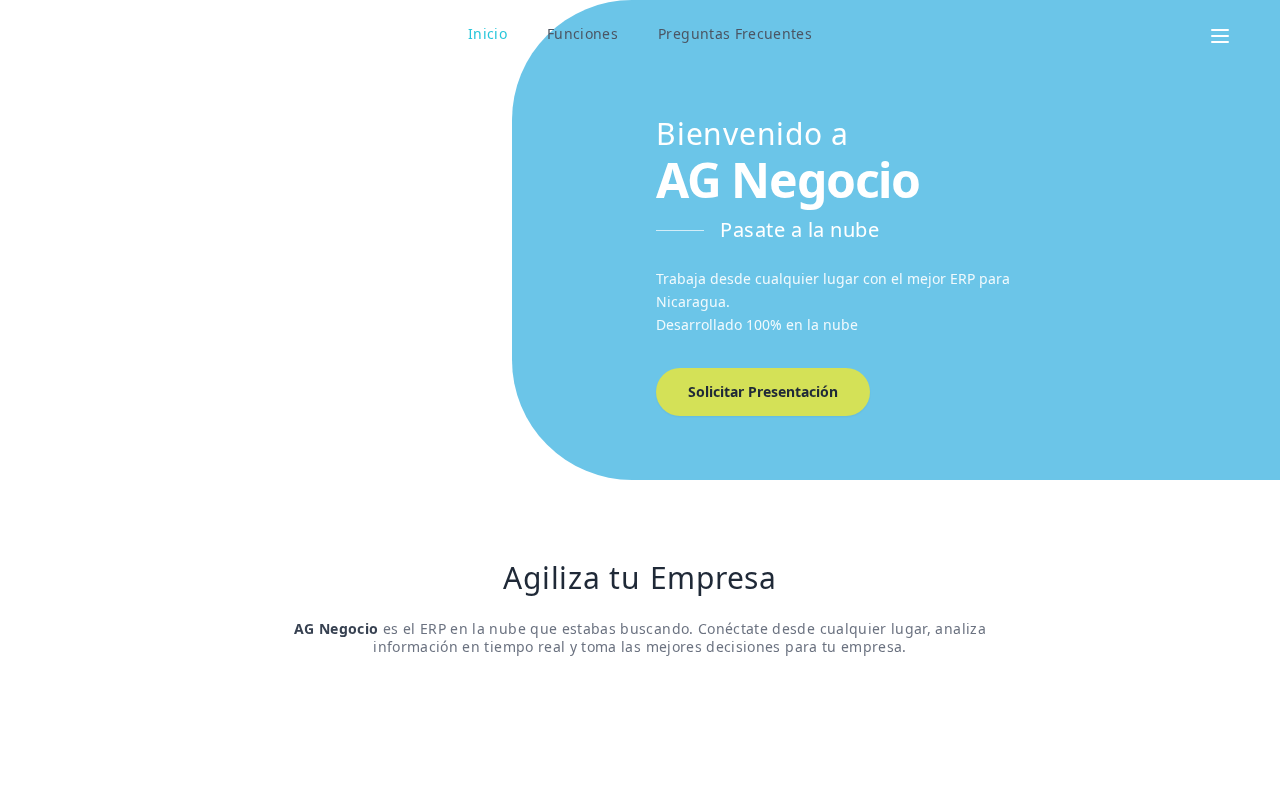 Inicio Funciones Preguntas Frecuentes
Bienvenido a
AG Negocio
Pasate a la nube
Trabaja desde cualquier lugar con el mejor ERP para
Nicaragua.
Desarrollado 100% en la nube
Solicitar Presentación
Agiliza tu Empresa
AG Negocio es el ERP en la nube que estabas buscando. Conéctate desde cualquier lugar, analiza
información en tiempo real y toma las mejores decisiones para tu empresa.